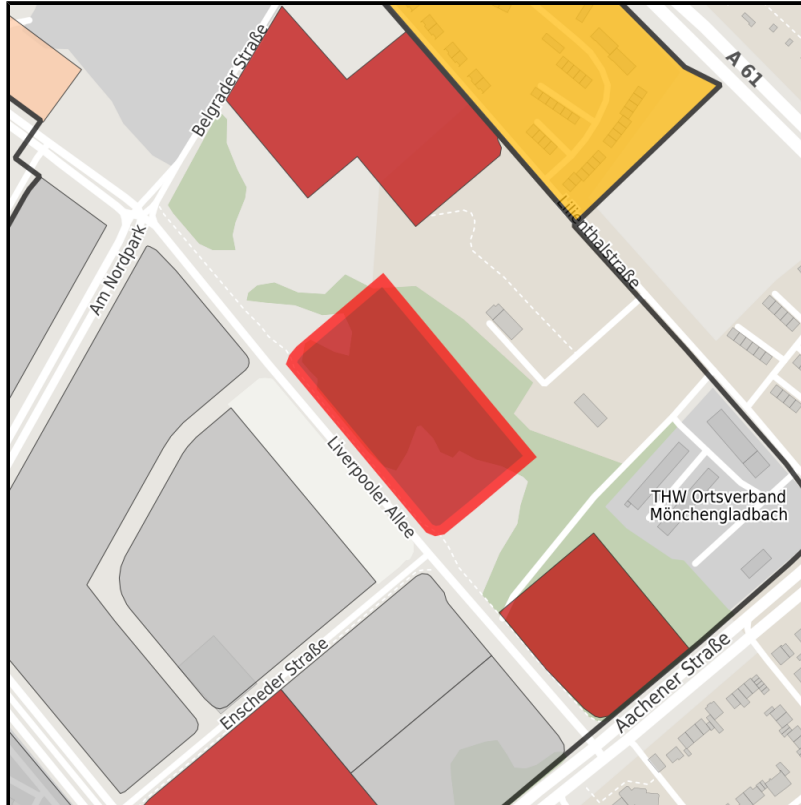 A 61
Belgrader Straße
Lilienthalstraße
Am Nordpark
Liverpooler Allee
THW Ortsverband
Mönchengladbach
Enscheder Straße
Aachener Straße